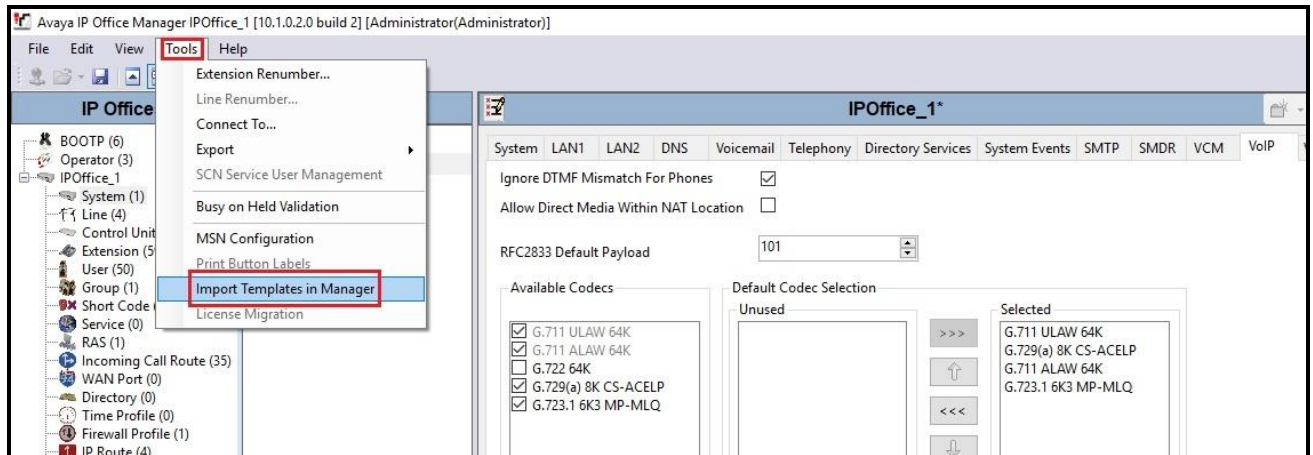 Avaya IP Office Manager IPOffice_1 [10.1.0.2.0 build 2] [Administrator(Administrator)]
File Edit View Tools Help
Extension Renumber...
Line Renumber...
Connect To...
Export
SCN Service User Management
Busy on Held Validation
MSN Configuration
Print Button Labels
Import Templates in Manager
License Migration
IP Office
BOOTP (6)
Operator (3)
IPOffice_1
System (1)
Line (4)
Control Unit
Extension (5
User (50)
Group (1)
Short Code
Service (0)
RAS (1)
Incoming Call Route (35)
WAN Port (0)
Directory (0)
Time Profile (0)
Firewall Profile (1)
IP Route (4)
IPOffice_1*
System LAN1 LAN2 DNS Voicemail Telephony Directory Services System Events SMTP SMDR VCM VoIP
Ignore DTMF Mismatch For Phones
Allow Direct Media Within NAT Location
RFC2833 Default Payload 101
Available Codecs
G.711 ULAW 64K
G.711 ALAW 64K
G.722 64K
G.729(a) 8K CS-ACELP
G.723.1 6K3 MP-MLQ
Default Codec Selection
Unused
>>>
<<<
Selected
G.711 ULAW 64K
G.729(a) 8K CS-ACELP
G.711 ALAW 64K
G.723.1 6K3 MP-MLQ